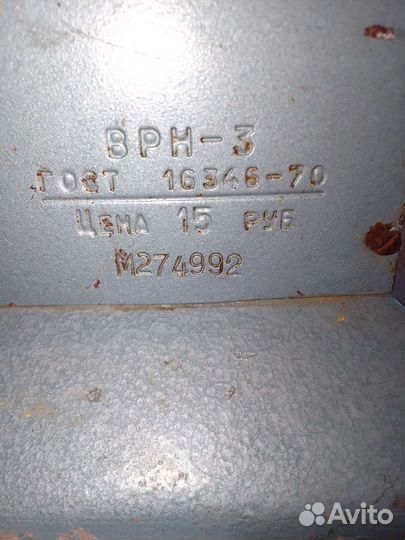 ВРН-3
ГОСТ 16346-70
ЦЕНА 15 РУБ
М274992
Avito